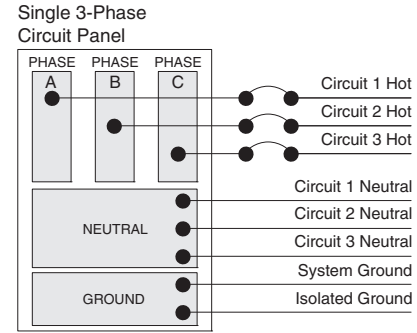 Single 3-Phase
Circuit Panel
PHASE PHASE PHASE
A B C
Circuit 1 Hot
Circuit 2 Hot
Circuit 3 Hot
Circuit 1 Neutral
Circuit 2 Neutral
NEUTRAL
Circuit 3 Neutral
System Ground
GROUND
Isolated Ground